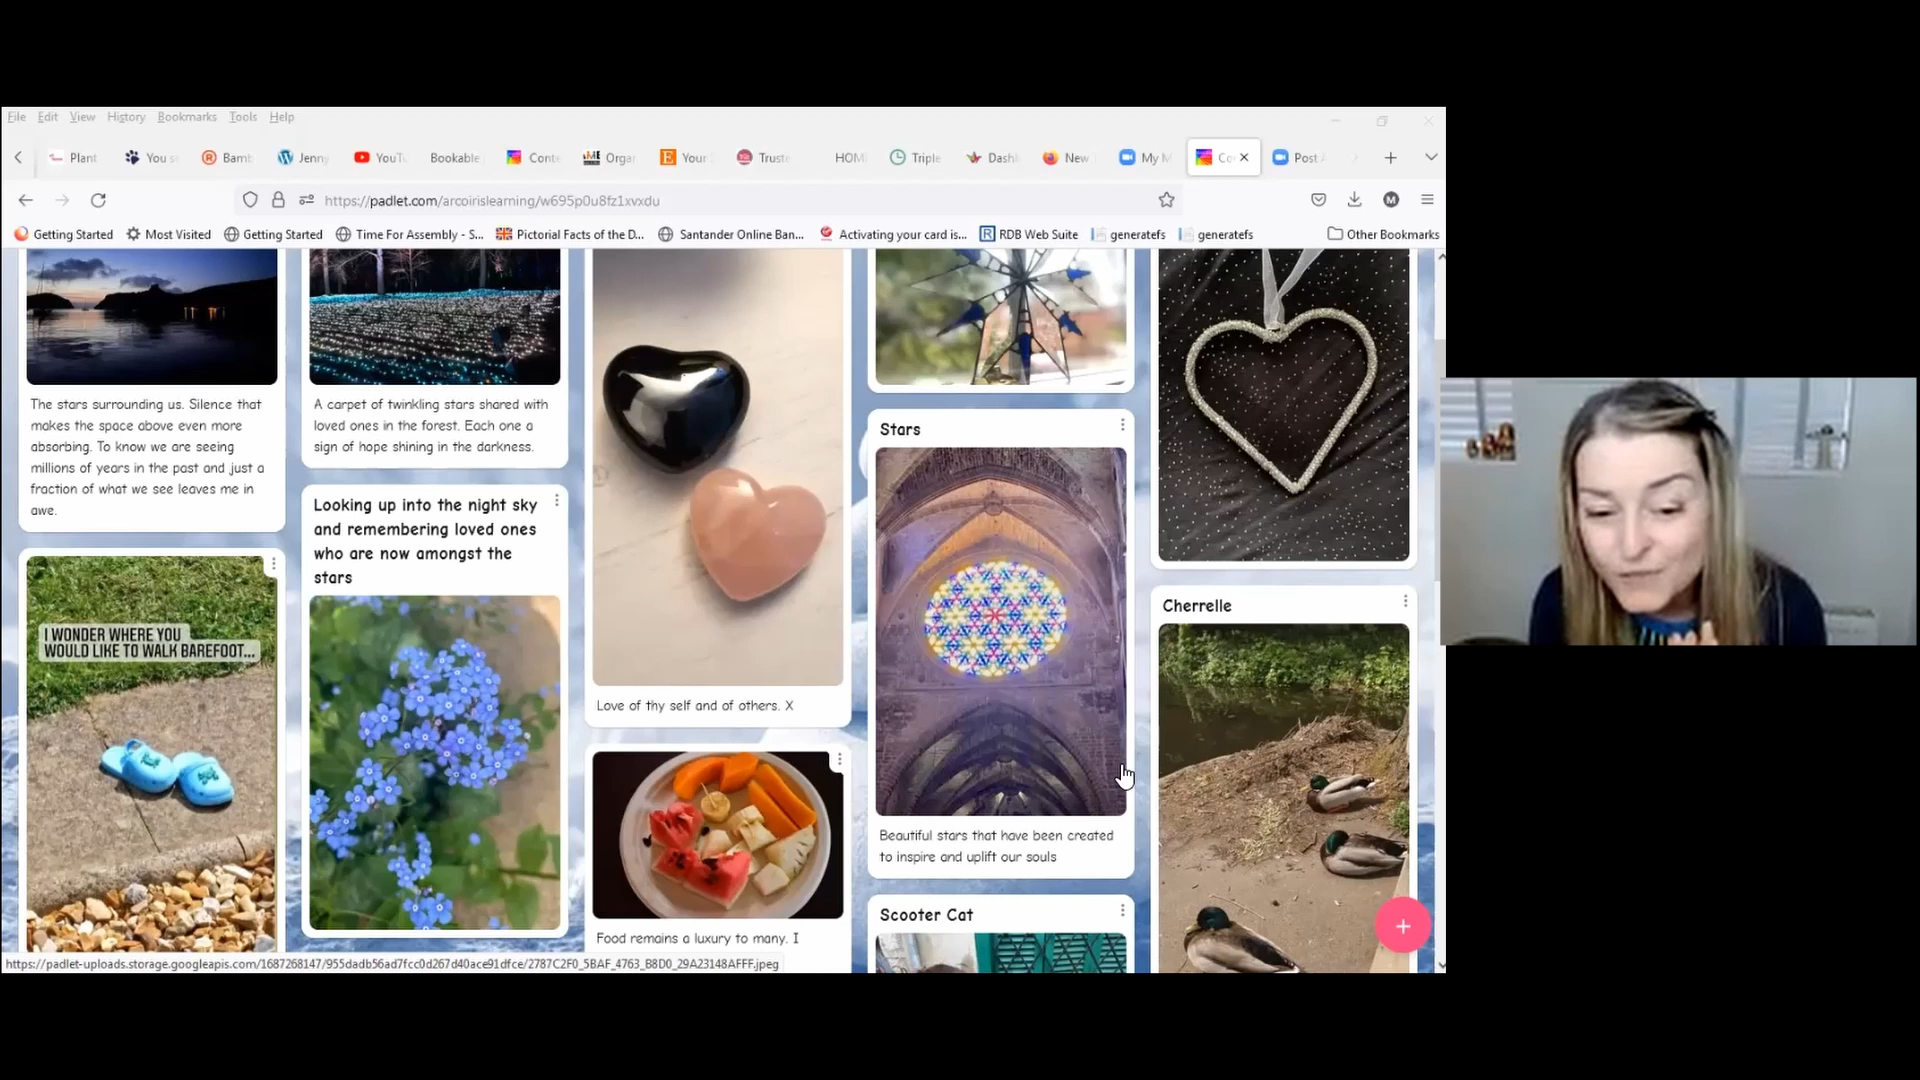 File Edit View History Bookmarks Tools Help
Plant
You s
Bamb
Jenny
YouTu
Bookable
Conte
Organ
Your
Truste
HOM
Triple
Dashb
New
My M
Co
Post A
https://padlet.com/arcoirislearning/w695p0u8fz1xvxdu
M
Getting Started
Most Visited
Getting Started
Time For Assembly - S...
Pictorial Facts of the D...
Santander Online Ban...
Activating your card is...
RDB Web Suite
generatefs
generatefs
Other Bookmarks
The stars surrounding us. Silence that
makes the space above even more
absorbing. To know we are seeing
millions of years in the past and just a
fraction of what we see leaves me in
awe.
I WONDER WHERE YOU
WOULD LIKE TO WALK BAREFOOT...
A carpet of twinkling stars shared with
loved ones in the forest. Each one a
sign of hope shining in the darkness.
Looking up into the night sky
and remembering loved ones
who are now amongst the
stars
Love of thy self and of others. X
Food remains a luxury to many. I
Stars
Beautiful stars that have been created
to inspire and uplift our souls
Scooter Cat
Cherrelle
https://padlet-uploads.storage.googleapis.com/1687268147/955dadb56ad7fcc0d267d40ace91dfce/2787C2F0_5BAF_4763_B8D0_29A23148AFFF.jpeg